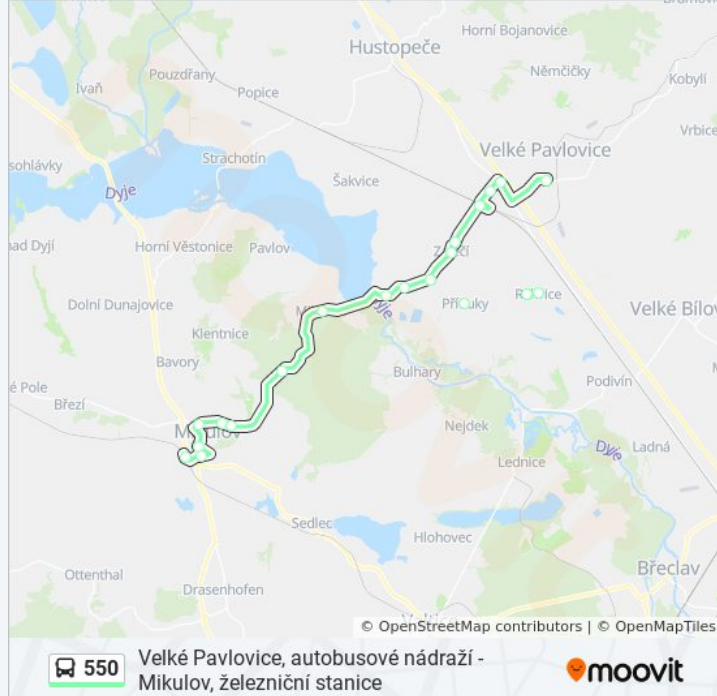 Horní Bojanovice
Hustopeče
Němčičky
Pouzdřany
Ivaň
Kobylí
Popice
Vrbice
Velké Pavlovice
Strachotín
Šakvice
Dyje
Horní Věstonice
Pavlov
Dolní Dunajovice
Přítluky
Klentnice
Bavory
Bulhary
Podivín
Březí
Mikulov
Nejdek
Ladná
Dyje
Lednice
Sedlec
Hlohovec
Břeclav
Ottenthal
Drasenhofen
© OpenStreetMap contributors | © OpenMapTiles
550
Velké Pavlovice, autobusové nádraží -
Mikulov, železniční stanice
moovit